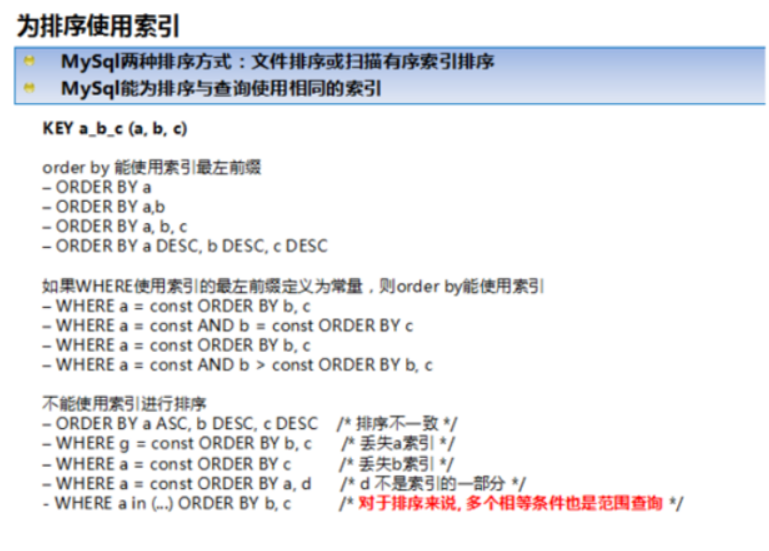 为排序使用索引
MySql两种排序方式：文件排序或扫描有序索引排序
MySql能为排序与查询使用相同的索引
KEY a_b_c (a, b, c)
order by 能使用索引最左前缀
– ORDER BY a
– ORDER BY a,b
– ORDER BY a, b, c
– ORDER BY a DESC, b DESC, c DESC
如果WHERE使用索引的最左前缀定义为常量，则order by能使用索引
– WHERE a = const ORDER BY b, c
– WHERE a = const AND b = const ORDER BY c
– WHERE a = const ORDER BY b, c
– WHERE a = const AND b > const ORDER BY b, c
不能使用索引进行排序
– ORDER BY a ASC, b DESC, c DESC /* 排序不一致 */
– WHERE g = const ORDER BY b, c /* 丢失a索引 */
– WHERE a = const ORDER BY c /* 丢失b索引 */
– WHERE a = const ORDER BY a, d /* d 不是索引的一部分 */
- WHERE a in (...) ORDER BY b, c /* 对于排序来说, 多个相等条件也是范围查询 */